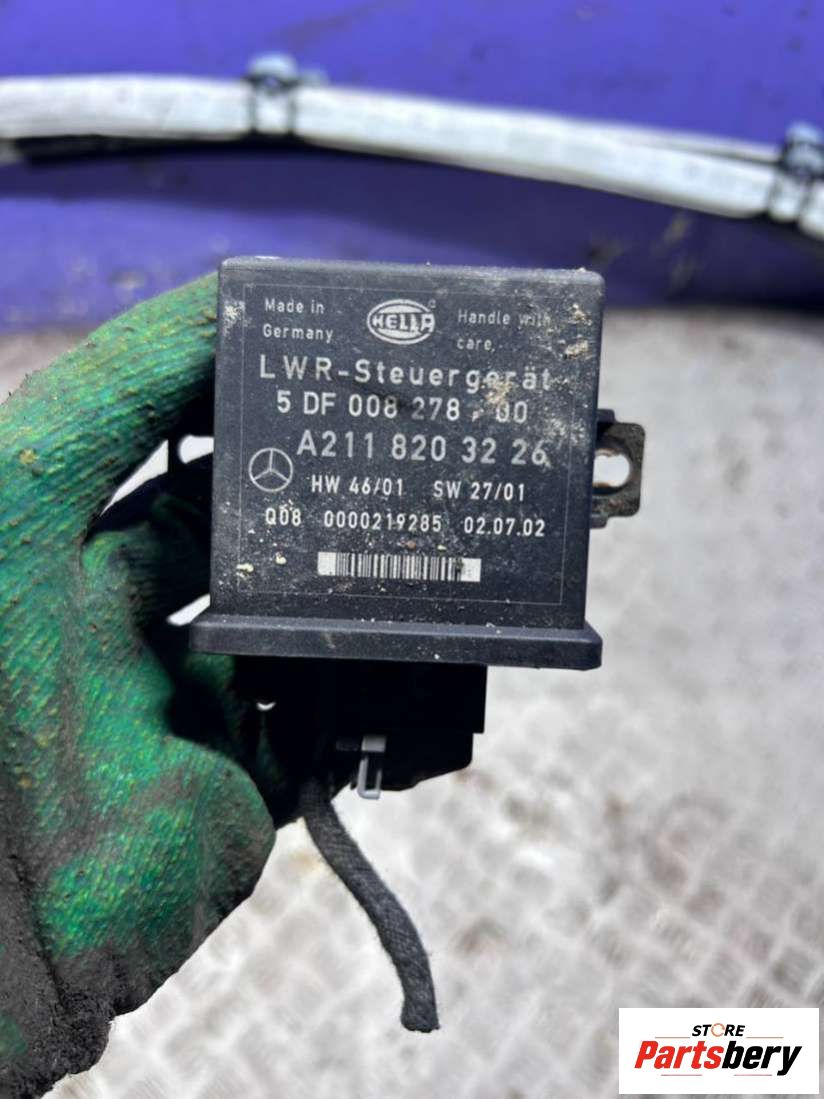 Made in
Germany
HELLA
Handle with
care.
LWR-Steuergerät
5 DF 008 278 - 00
A211 820 32 26
HW 46/01 SW 27/01
Q08 0000219285 02.07.02
STORE
Partsbery